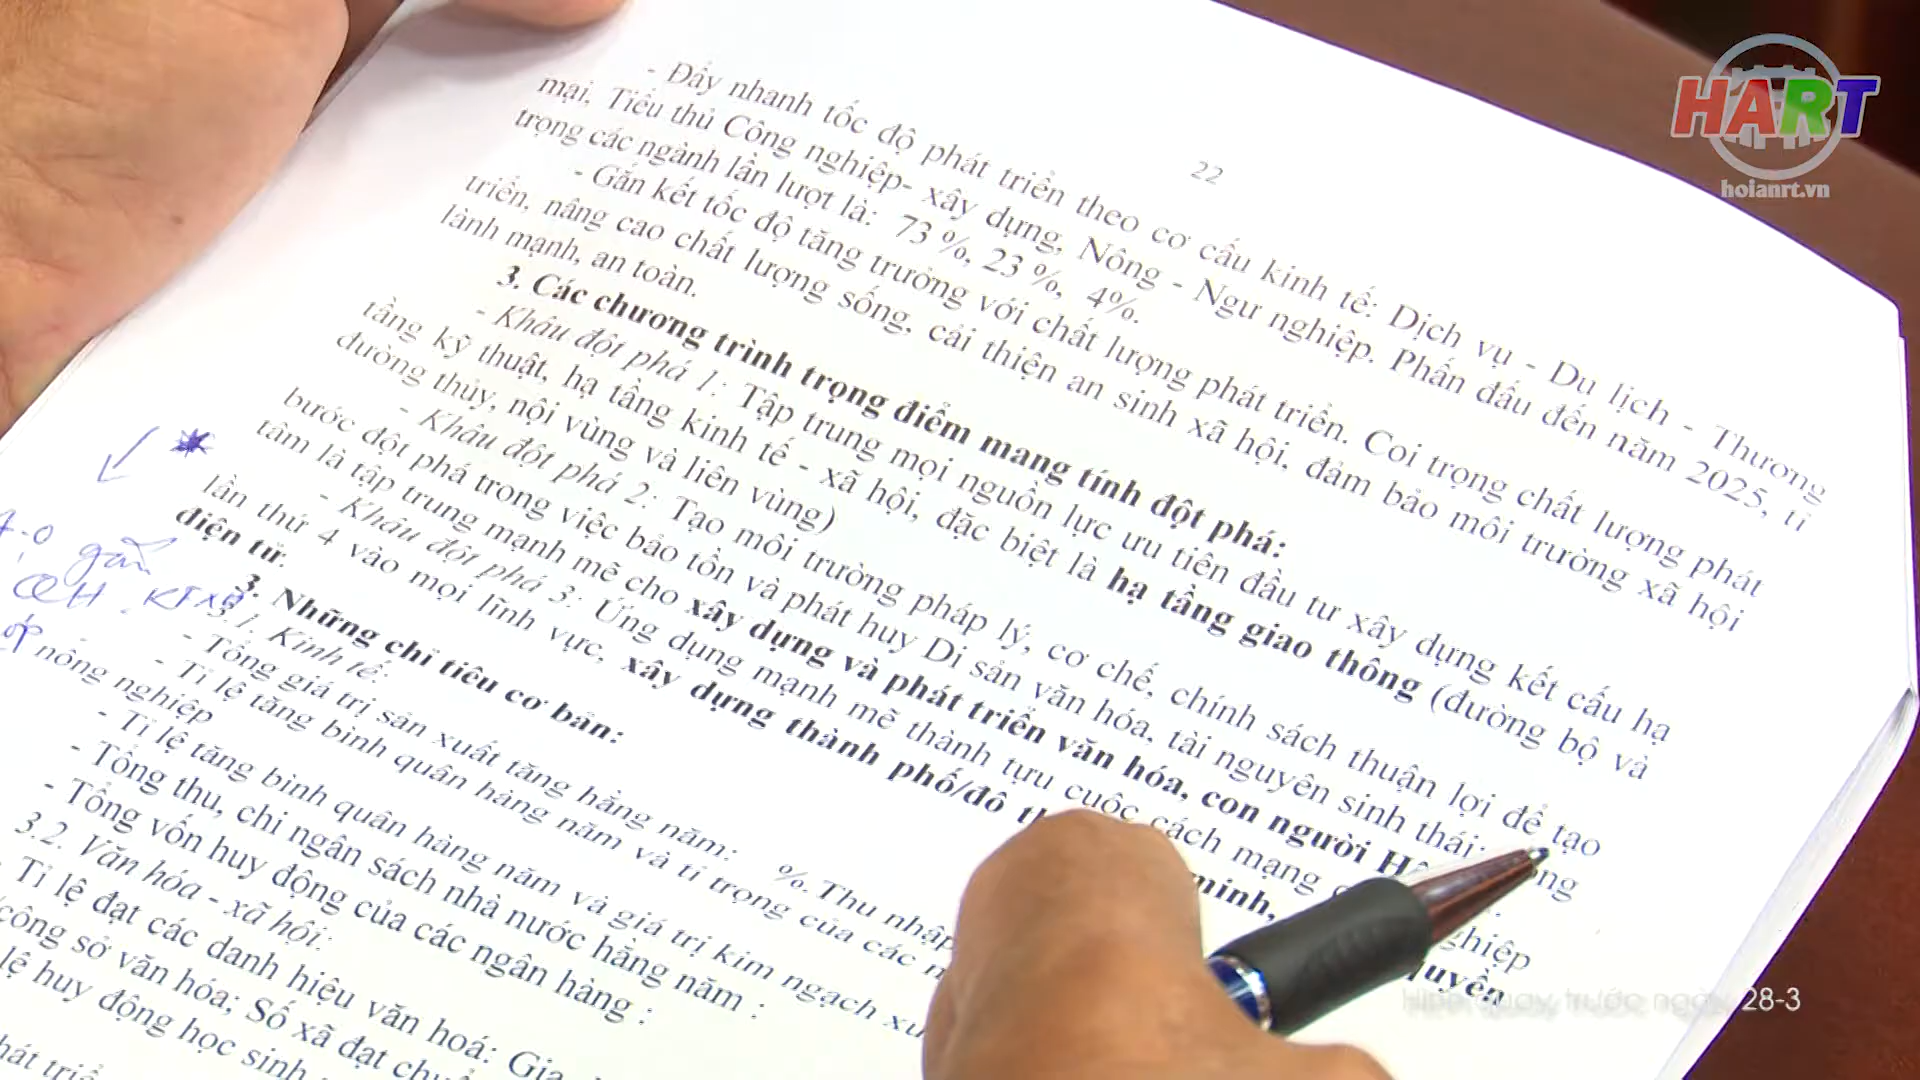 HART
hoianrt.vn
22
- Đẩy nhanh tốc độ phát triển theo cơ cấu kinh tế: Dịch vụ - Du lịch - Thương
mại, Tiểu thủ Công nghiệp- xây dựng, Nông - Ngư nghiệp. Phấn đấu đến năm 2025, tỉ
trọng các ngành lần lượt là: 73 %, 23 %, 4%.
- Gắn kết tốc độ tăng trưởng với chất lượng phát triển. Coi trọng chất lượng phát
triển, nâng cao chất lượng sống, cải thiện an sinh xã hội, đảm bảo môi trường xã hội
lành mạnh, an toàn.
3. Các chương trình trọng điểm mang tính đột phá:
- Khâu đột phá 1: Tập trung mọi nguồn lực ưu tiên đầu tư xây dựng kết cấu hạ
tầng kỹ thuật, hạ tầng kinh tế - xã hội, đặc biệt là hạ tầng giao thông (đường bộ và
đường thủy, nội vùng và liên vùng)
- Khâu đột phá 2: Tạo môi trường pháp lý, cơ chế, chính sách thuận lợi để tạo
bước đột phá trong việc bảo tồn và phát huy Di sản văn hóa, tài nguyên sinh thái;
tâm là tập trung mạnh mẽ cho xây dựng và phát triển văn hóa, con người
- Khâu đột phá 3: Ứng dụng mạnh mẽ thành tựu cuộc cách mạng
lần thứ 4 vào mọi lĩnh vực, xây dựng thành phố/đô minh,
điện tử.
3. Những chỉ tiêu cơ bản:
3.1. Kinh tế:
- Tổng giá trị sản xuất tăng hằng năm: %. Thu nhập
- Tỉ lệ tăng bình quân hàng năm và tỉ trọng của các
nông nghiệp
- Tỉ lệ tăng bình quân hàng năm và giá trị kim ngạch
- Tổng thu, chi ngân sách nhà nước hằng năm :
- Tổng vốn huy động của các ngân hàng :
3.2. Văn hóa - xã hội:
Tỉ lệ đạt các danh hiệu văn hoá: Gia
công sở văn hóa; Số xã đạt
lệ huy động học sinh
gắn
QH - KTXH
Hình quay trước ngày 28-3